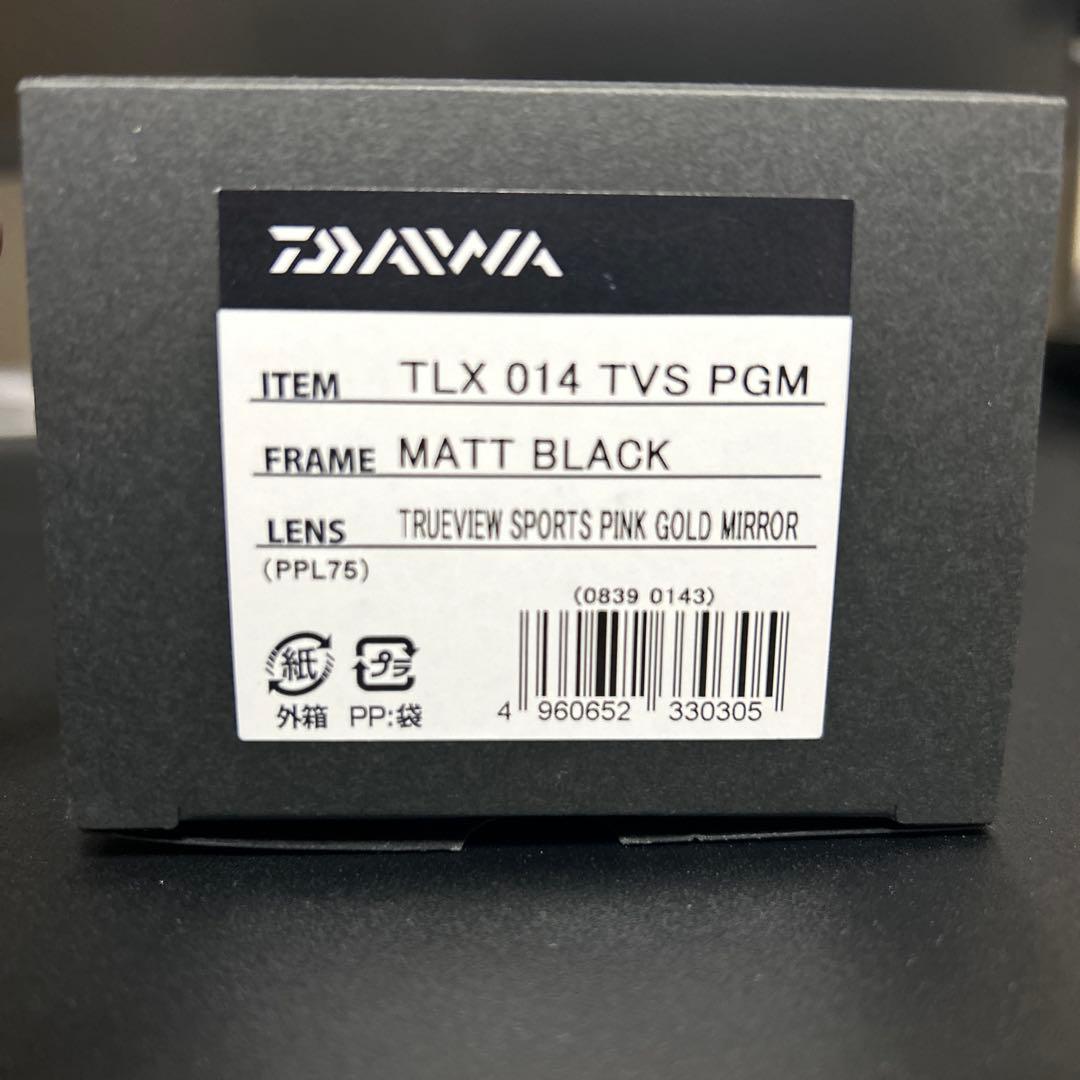 DAIWA
ITEM TLX 014 TVS PGM
FRAME MATT BLACK
LENS TRUEVIEW SPORTS PINK GOLD MIRROR
(PPL75)
(0839 0143)
紙 プラ
外箱 PP:袋
4 960652 330305